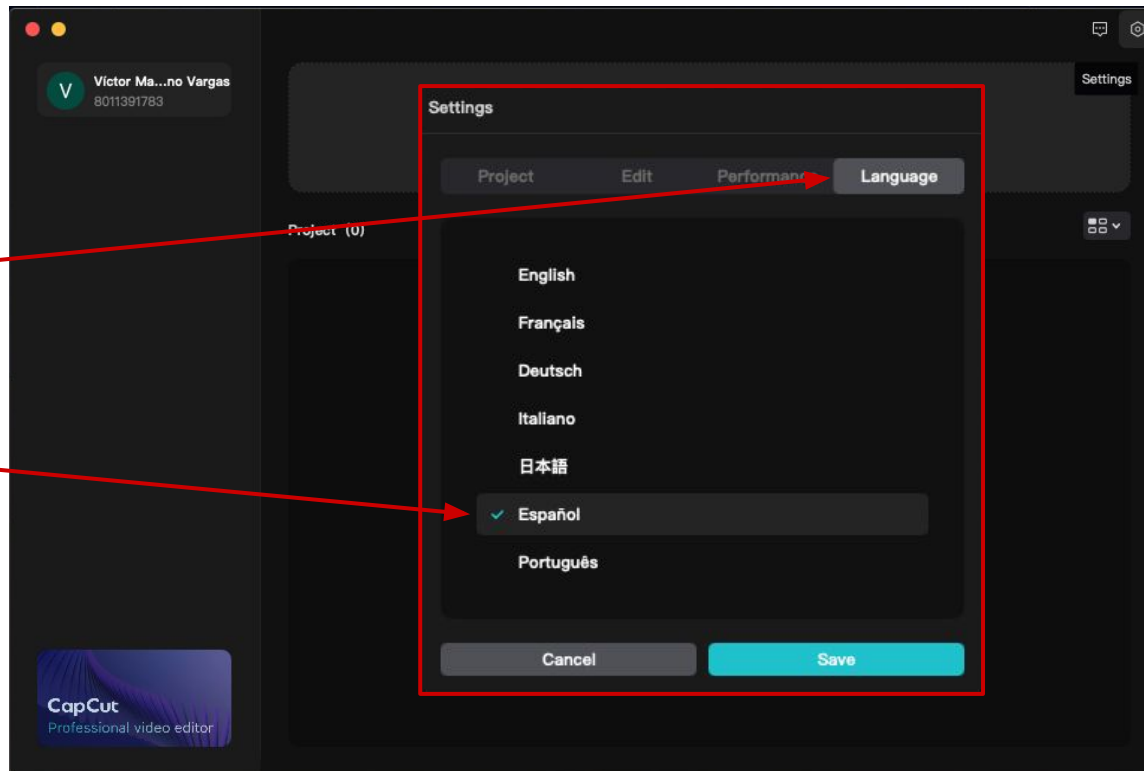 V
Víctor Ma...no Vargas
8011391783
Settings
Settings
Project Edit Performance Language
Project (0)
English
Français
Deutsch
Italiano
日本語
Español
Português
Cancel Save
CapCut
Professional video editor